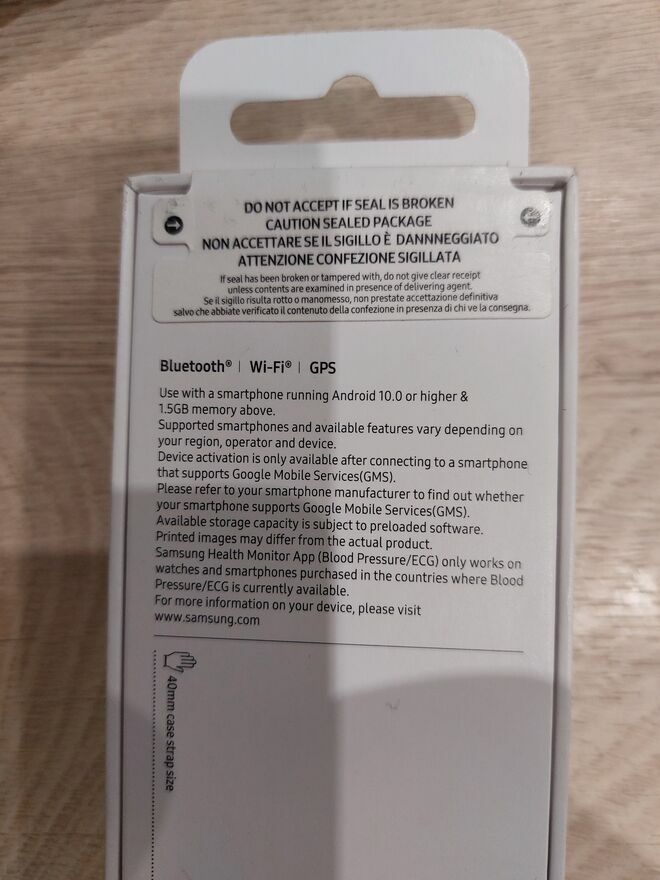 DO NOT ACCEPT IF SEAL IS BROKEN
CAUTION SEALED PACKAGE
NON ACCETTARE SE IL SIGILLO È DANNNEGGIATO
ATTENZIONE CONFEZIONE SIGILLATA
If seal has been broken or tampered with, do not give clear receipt
unless contents are examined in presence of delivering agent.
Se il sigillo risulta rotto o manomesso, non prestate accettazione definitiva
salvo che abbiate verificato il contenuto della confezione in presenza di chi ve la consegna.
Bluetooth® | Wi-Fi® | GPS
Use with a smartphone running Android 10.0 or higher &
1.5GB memory above.
Supported smartphones and available features vary depending on
your region, operator and device.
Device activation is only available after connecting to a smartphone
that supports Google Mobile Services(GMS).
Please refer to your smartphone manufacturer to find out whether
your smartphone supports Google Mobile Services(GMS).
Available storage capacity is subject to preloaded software.
Printed images may differ from the actual product.
Samsung Health Monitor App (Blood Pressure/ECG) only works on
watches and smartphones purchased in the countries where Blood
Pressure/ECG is currently available.
For more information on your device, please visit
www.samsung.com
40mm case strap size